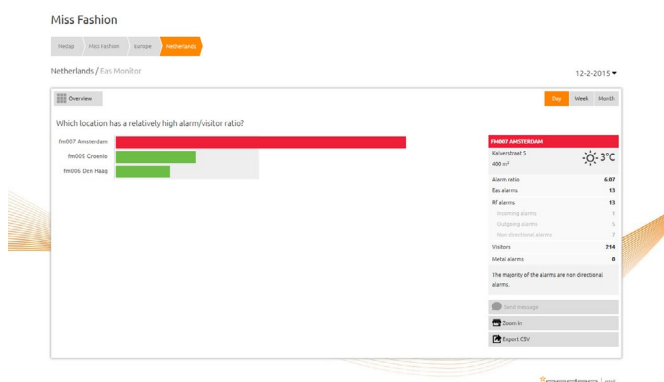 Miss Fashion
Nedap Miss Fashion Europe Netherlands
Netherlands / Eas Monitor
12-2-2015
Overview
Day Week Month
Which location has a relatively high alarm/visitor ratio?
fm007 Amsterdam
fm005 Groenlo
fm006 Den Haag
FM007 AMSTERDAM
Kalverstraat 5
400 m²
-3°C
Alarm ratio 6.07
Eas alarms 13
Rf alarms 13
Incoming alarms 1
Outgoing alarms 5
Non directional alarms 7
Visitors 214
Metal alarms 0
The majority of the alarms are non directional
alarms.
Send message
Zoom in
Export CSV